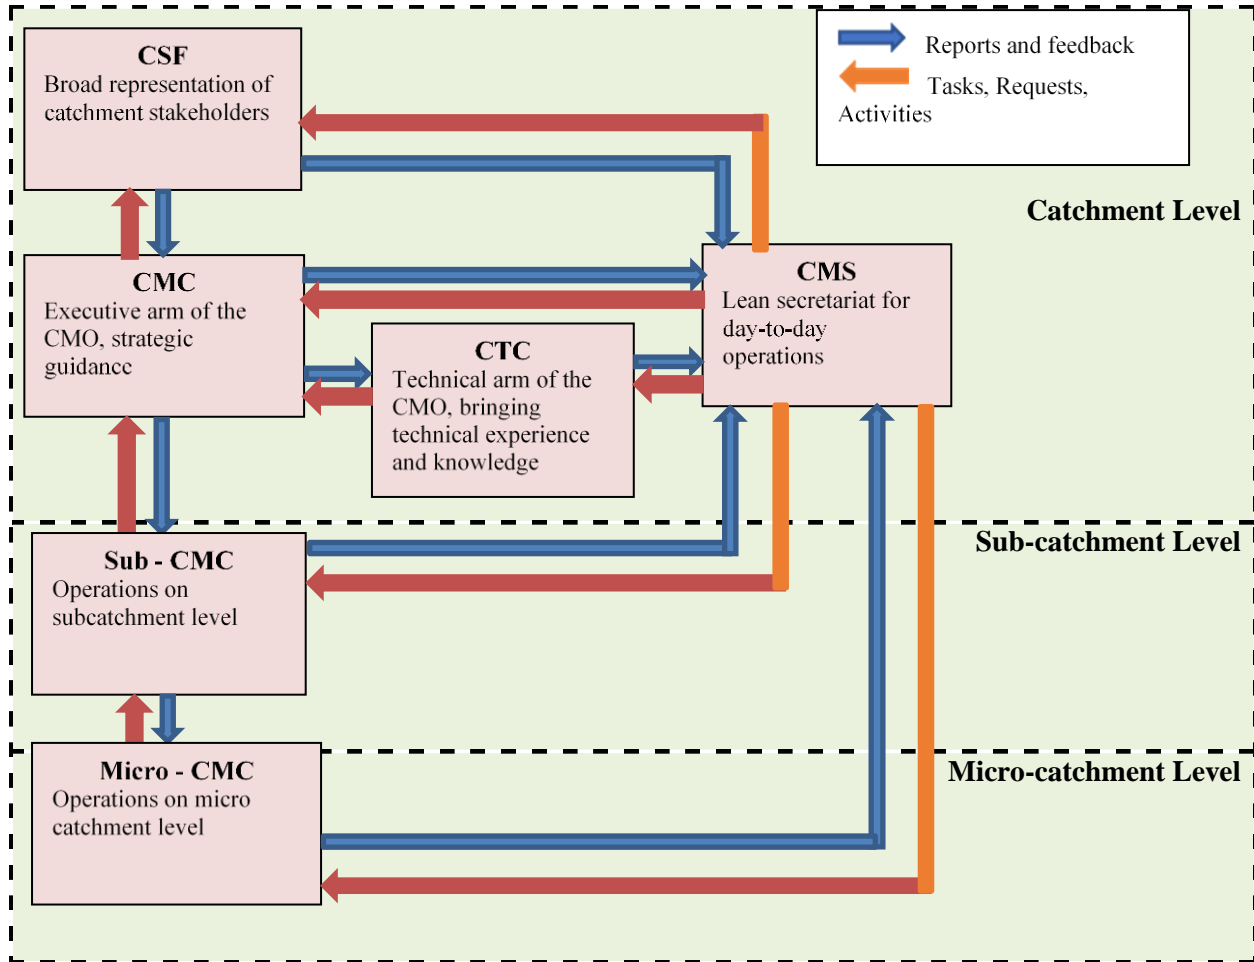 CSF
Broad representation of
catchment stakeholders
Reports and feedback
Tasks, Requests,
Activities
Catchment Level
CMC
Executive arm of the
CMO, strategic
guidance
CMS
Lean secretariat for
day-to-day
operations
CTC
Technical arm of the
CMO, bringing
technical experience
and knowledge
Sub-catchment Level
Sub - CMC
Operations on
subcatchment level
Micro-catchment Level
Micro - CMC
Operations on micro
catchment level